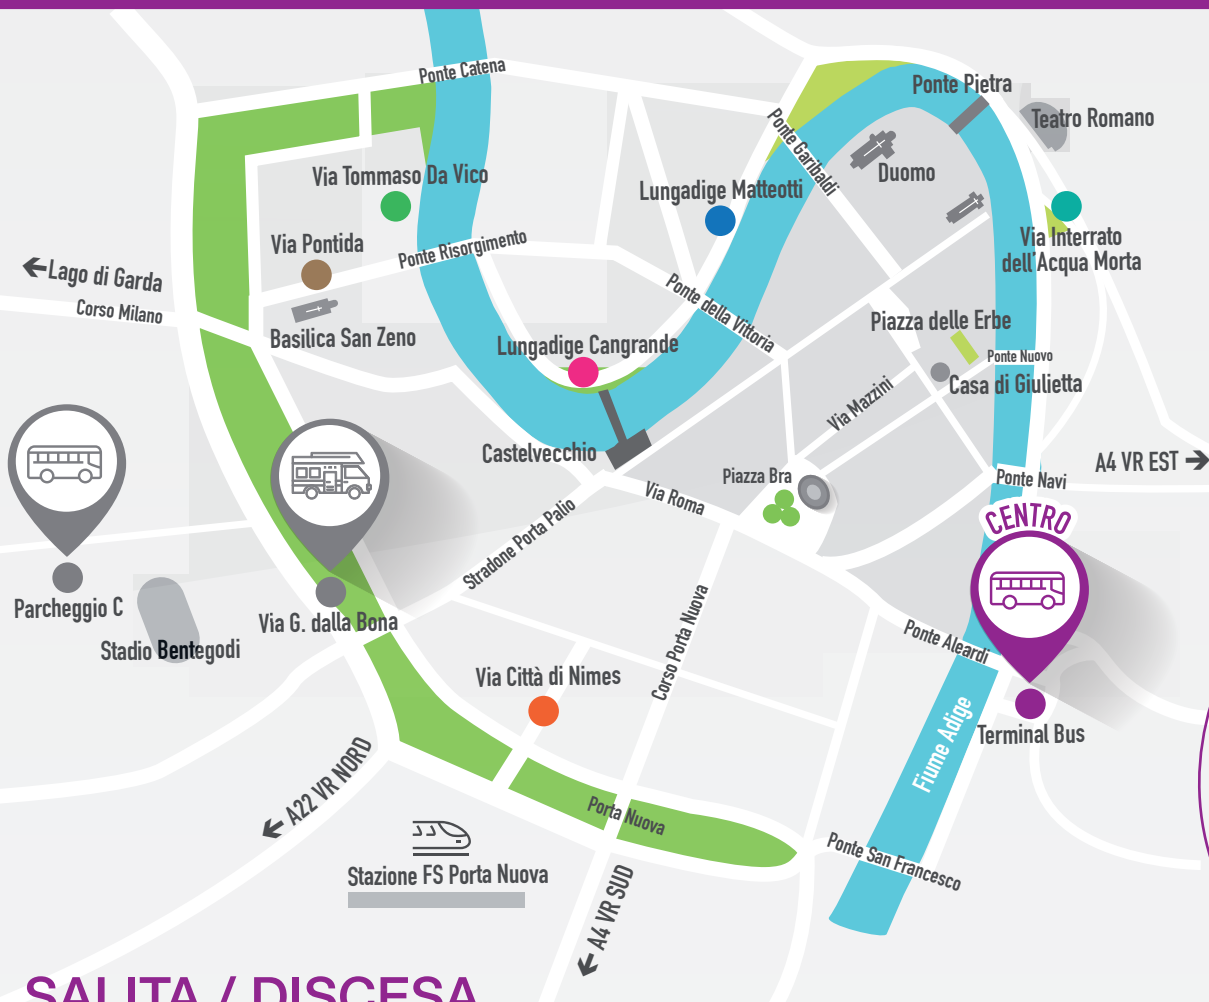 Ponte Catena
Ponte Pietra
Teatro Romano
Ponte Garibaldi
Via Tommaso Da Vico
Lungadige Matteotti
Duomo
Via Pontida
Ponte Risorgimento
Via Interrato
dell'Acqua Morta
←Lago di Garda
Corso Milano
Basilica San Zeno
Ponte della Vittoria
Piazza delle Erbe
Lungadige Cangrande
Ponte Nuovo
Casa di Giulietta
Via Mazzini
Castelvecchio
A4 VR EST →
Piazza Bra
Ponte Navi
Via Roma
CENTRO
Stradone Porta Palio
Parcheggio C
Via G. dalla Bona
Stadio Bentegodi
Corso Porta Nuova
Ponte Aleardi
Via Città di Nimes
Fiume Adige
Terminal Bus
← A22 VR NORD
Porta Nuova
Ponte San Francesco
Stazione FS Porta Nuova
← A4 VR SUD
SALITA / DISCESA